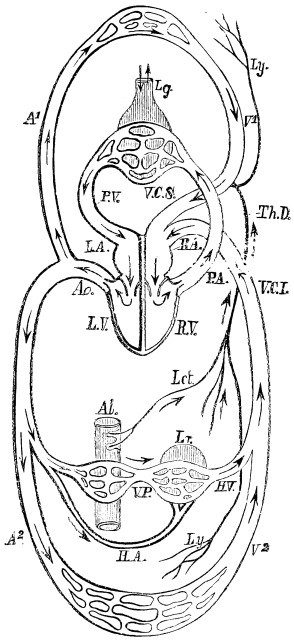 Ly.
Lg.
A¹
V¹
P.V.
V.C.S.
Th.D.
L.A.
R.A.
Ao.
P.A.
V.C.I.
L.V.
R.V.
Lct.
Al.
Lr.
V.P.
H.V.
A²
H.A.
Ly
V²